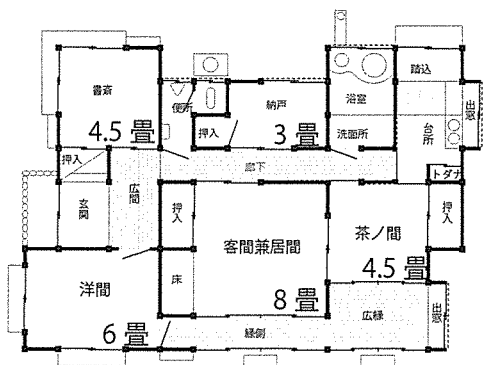 書斎
4.5 畳
便所
押入
納戸
3 畳
浴室
洗面所
踏込
台所
出窓
トダナ
押入
玄関
広間
廊下
押入
床
客間兼居間
8 畳
茶ノ間
4.5 畳
押入
洋間
6 畳
縁側
広縁
出窓